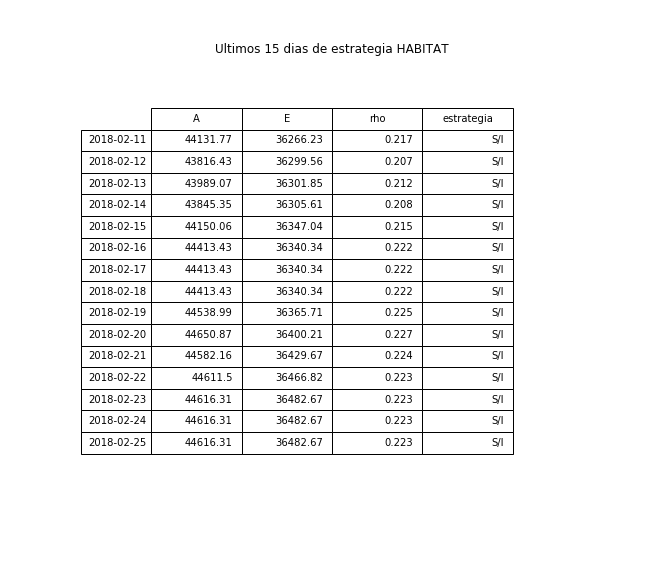 Ultimos 15 dias de estrategia HABITAT
A E rho estrategia
2018-02-11 44131.77 36266.23 0.217 S/I
2018-02-12 43816.43 36299.56 0.207 S/I
2018-02-13 43989.07 36301.85 0.212 S/I
2018-02-14 43845.35 36305.61 0.208 S/I
2018-02-15 44150.06 36347.04 0.215 S/I
2018-02-16 44413.43 36340.34 0.222 S/I
2018-02-17 44413.43 36340.34 0.222 S/I
2018-02-18 44413.43 36340.34 0.222 S/I
2018-02-19 44538.99 36365.71 0.225 S/I
2018-02-20 44650.87 36400.21 0.227 S/I
2018-02-21 44582.16 36429.67 0.224 S/I
2018-02-22 44611.5 36466.82 0.223 S/I
2018-02-23 44616.31 36482.67 0.223 S/I
2018-02-24 44616.31 36482.67 0.223 S/I
2018-02-25 44616.31 36482.67 0.223 S/I